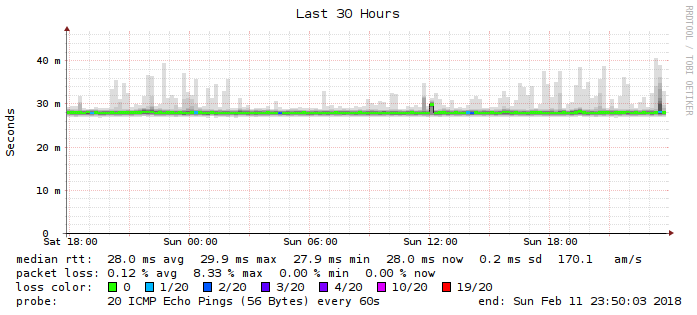 Last 30 Hours
RRDTOOL / TOBI OETIKER
Seconds
40 m
30 m
20 m
10 m
0
Sat 18:00 Sun 00:00 Sun 06:00 Sun 12:00 Sun 18:00
median rtt: 28.0 ms avg 29.9 ms max 27.9 ms min 28.0 ms now 0.2 ms sd 170.1 am/s
packet loss: 0.12 % avg 8.33 % max 0.00 % min 0.00 % now
loss color: 0 1/20 2/20 3/20 4/20 10/20 19/20
probe: 20 ICMP Echo Pings (56 Bytes) every 60s end: Sun Feb 11 23:50:03 2018